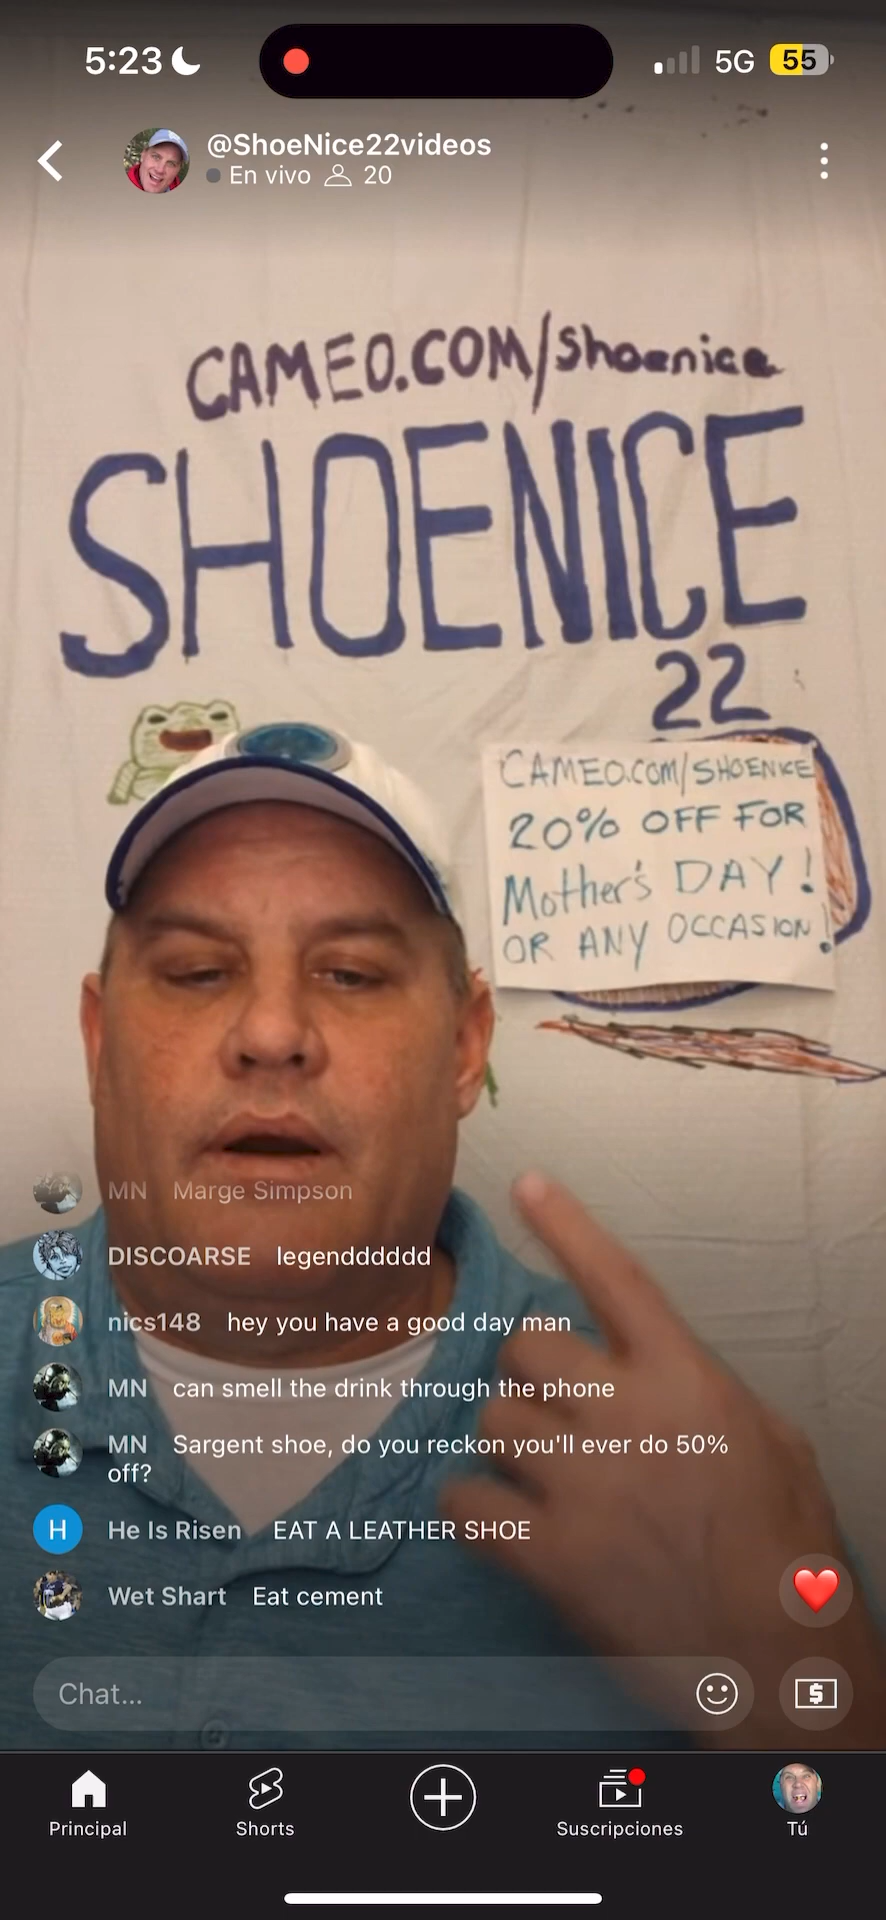 5:23
5G
55
@ShoeNice22videos
En vivo 20
CAMEO.COM/shoenice
SHOENICE
22
CAMEO.COM/SHOENICE
20% OFF FOR
Mother's DAY!
OR ANY OCCASION!
MN Marge Simpson
DISCOARSE legendddddd
nics148 hey you have a good day man
MN can smell the drink through the phone
MN Sargent shoe, do you reckon you'll ever do 50%
off?
H He Is Risen EAT A LEATHER SHOE
Wet Shart Eat cement
Chat...
Principal
Shorts
Suscripciones
Tú